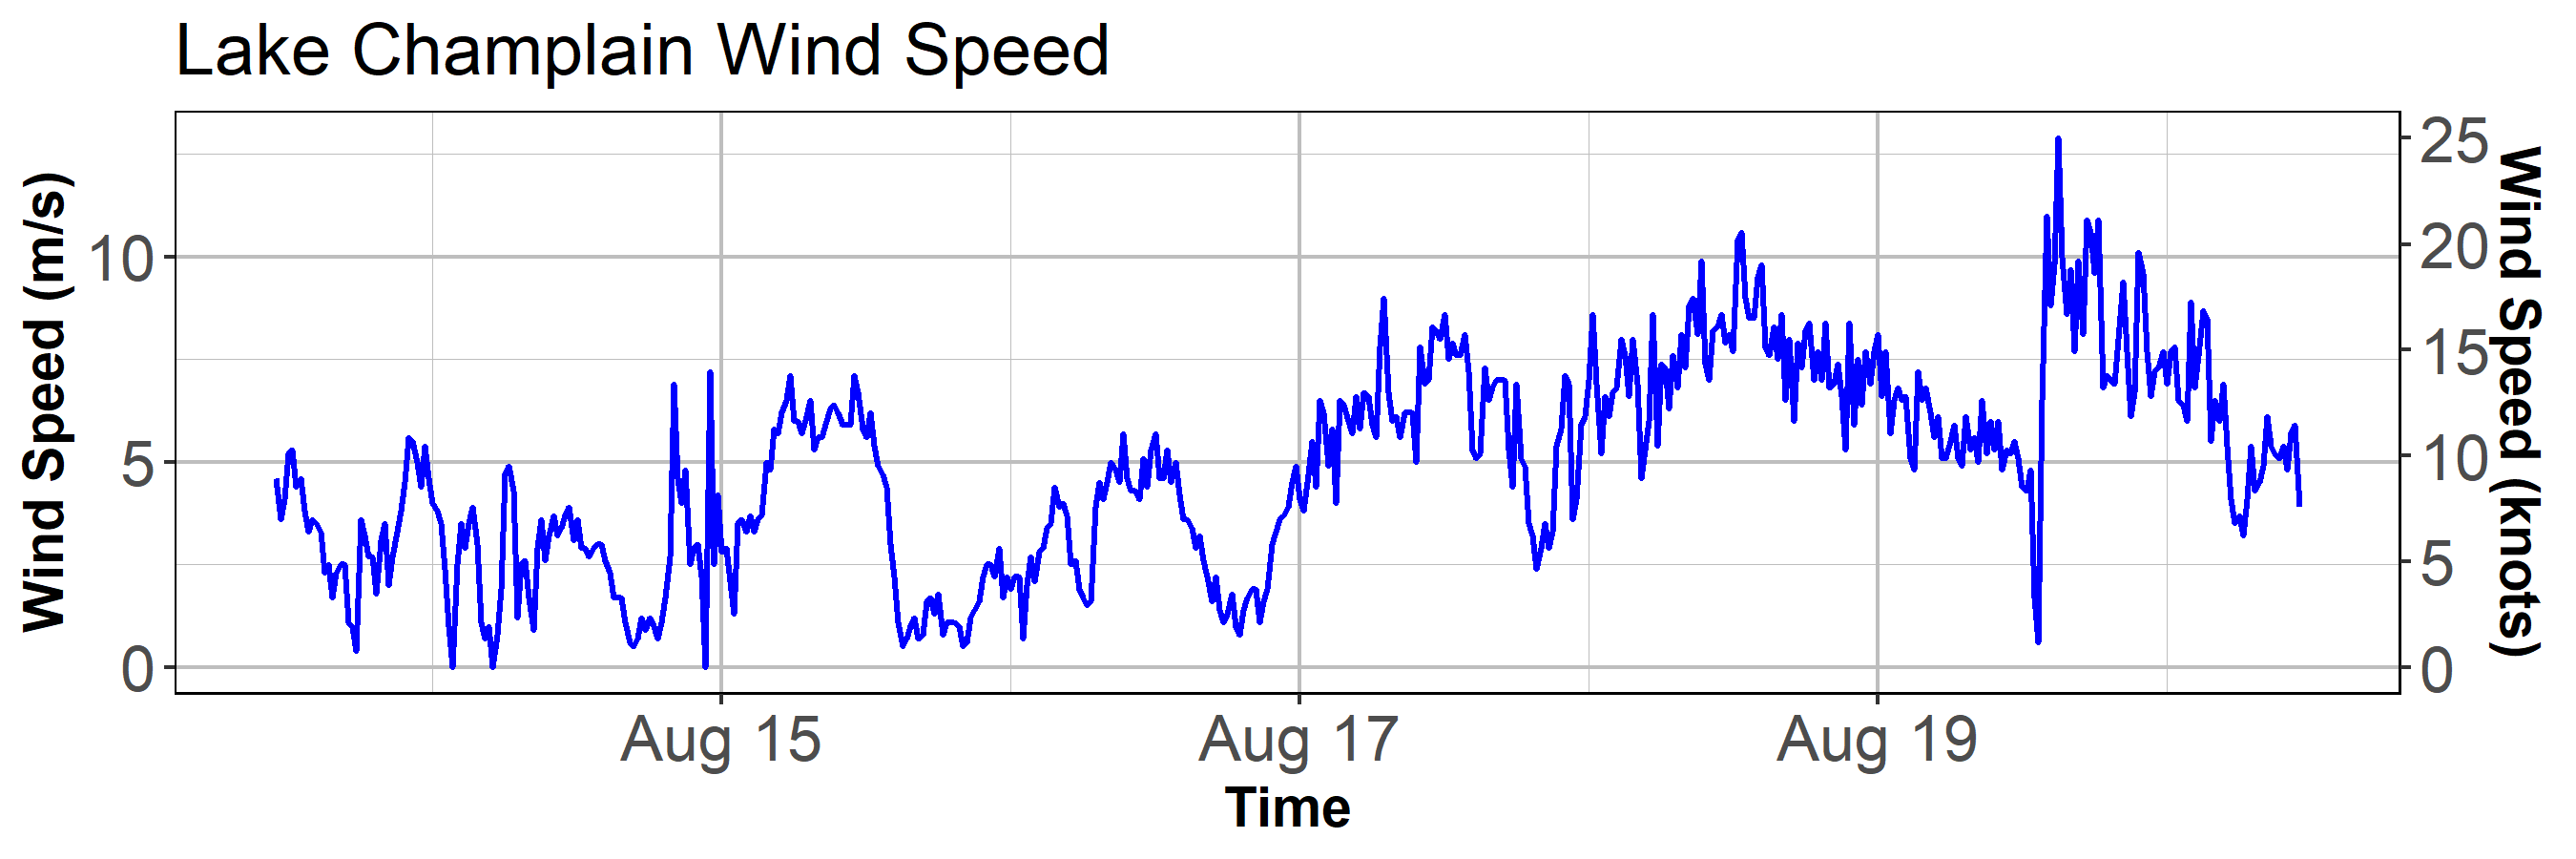 Lake Champlain Wind Speed
Wind Speed (m/s)
10
5
0
25
20
15
10
5
0
Wind Speed (knots)
Aug 15
Aug 17
Aug 19
Time